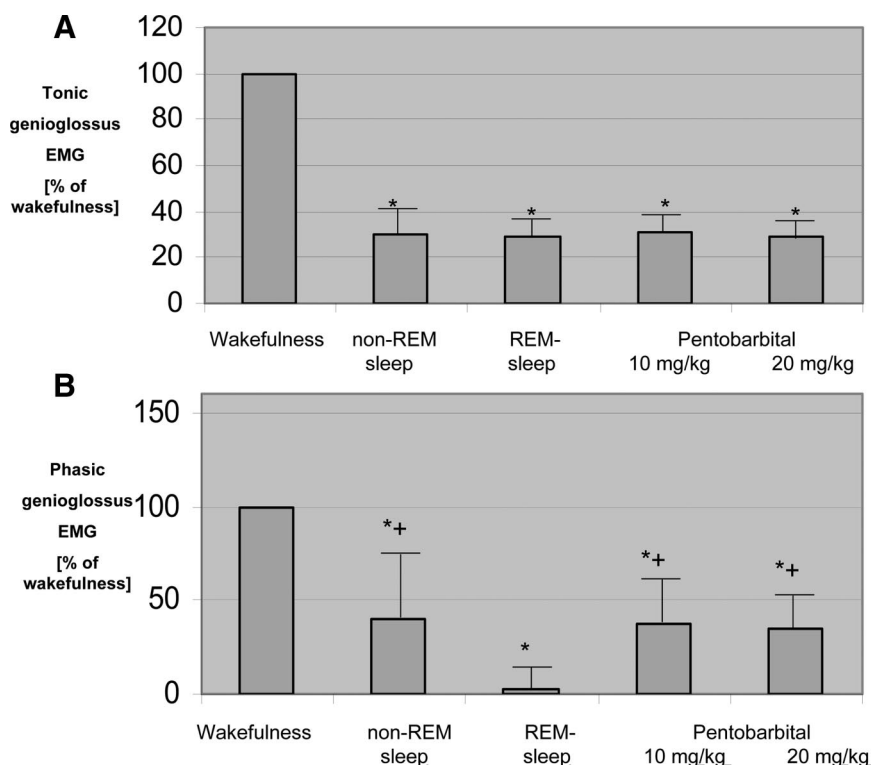 A
Tonic
genioglossus
EMG
[% of
wakefulness]
120
100
80
60
40
20
0
*
*
*
*
Wakefulness
non-REM
sleep
REM-
sleep
Pentobarbital
10 mg/kg
20 mg/kg
B
Phasic
genioglossus
EMG
[% of
wakefulness]
150
100
50
0
*+
*
*+
*+
Wakefulness
non-REM
sleep
REM-
sleep
Pentobarbital
10 mg/kg
20 mg/kg